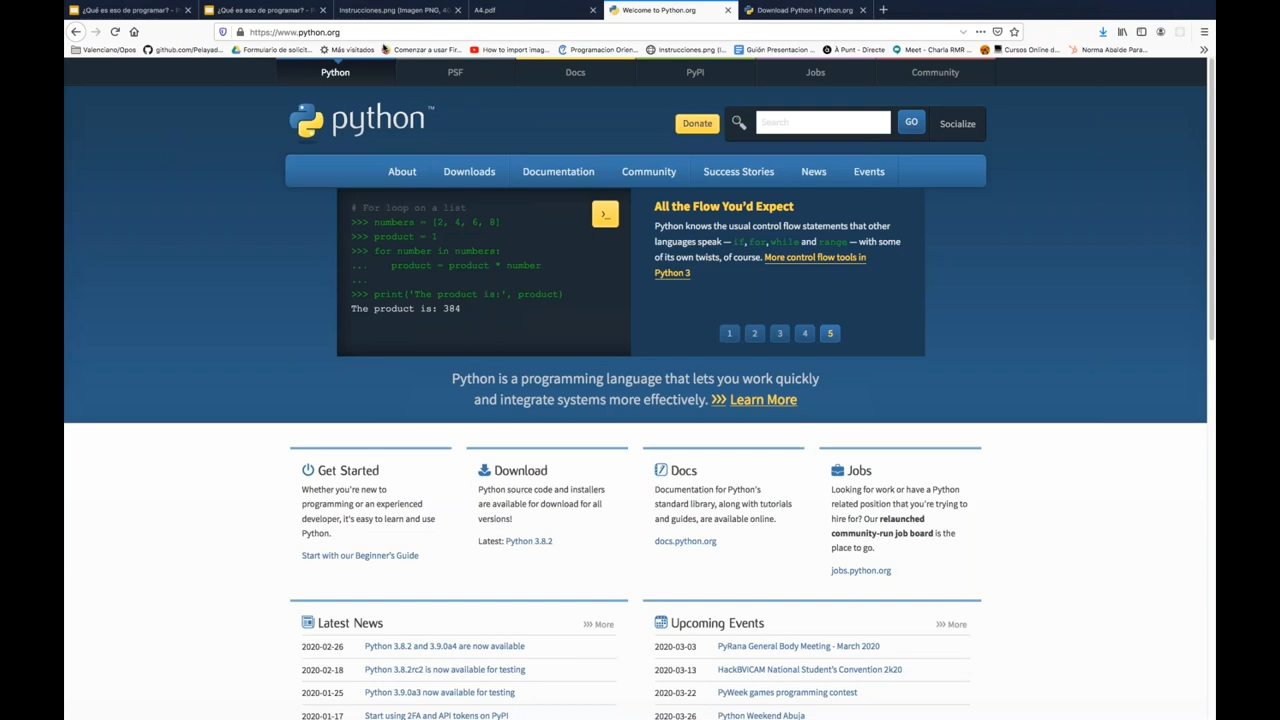 ¿Qué es eso de programar? - P
¿Qué es eso de programar? - P
Instrucciones.png (Imagen PNG, 40
A4.pdf
Welcome to Python.org
Download Python | Python.org
https://www.python.org
Valenciano/Opos
github.com/Pelayad...
Formulario de solicit...
Más visitados
Comenzar a usar Firef...
How to import imag...
Programacion Orien...
Instrucciones.png (I...
Guión Presentacion ...
À Punt - Directe
Meet - Charla RMR ...
Cursos Online d...
Norma Abalde Para...
Python
PSF
Docs
PyPI
Jobs
Community
python™
Donate
Search
GO
Socialize
About
Downloads
Documentation
Community
Success Stories
News
Events
# For loop on a list
>>> numbers = [2, 4, 6, 8]
>>> product = 1
>>> for number in numbers:
...    product = product * number
...
>>> print('The product is:', product)
The product is: 384
>_
All the Flow You'd Expect
Python knows the usual control flow statements that other
languages speak — if, for, while and range — with some
of its own twists, of course. More control flow tools in
Python 3
1 2 3 4 5
Python is a programming language that lets you work quickly
and integrate systems more effectively. >>> Learn More
Get Started
Whether you're new to
programming or an experienced
developer, it's easy to learn and use
Python.
Start with our Beginner's Guide
Download
Python source code and installers
are available for download for all
versions!
Latest: Python 3.8.2
Docs
Documentation for Python's
standard library, along with tutorials
and guides, are available online.
docs.python.org
Jobs
Looking for work or have a Python
related position that you're trying to
hire for? Our relaunched
community-run job board is the
place to go.
jobs.python.org
Latest News
>>> More
2020-02-26 Python 3.8.2 and 3.9.0a4 are now available
2020-02-18 Python 3.8.2rc2 is now available for testing
2020-01-25 Python 3.9.0a3 now available for testing
2020-01-17 Start using 2FA and API tokens on PyPI
Upcoming Events
>>> More
2020-03-03 PyRana General Body Meeting - March 2020
2020-03-13 HackBVICAM National Student's Convention 2k20
2020-03-22 PyWeek games programming contest
2020-03-26 Python Weekend Abuja